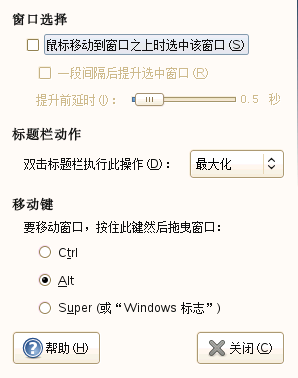 窗口选择
鼠标移动到窗口之上时选中该窗口(S)
一段间隔后提升选中窗口(R)
提升前延时(I): 0.5 秒
标题栏动作
双击标题栏执行此操作(D): 最大化
移动键
要移动窗口，按住此键然后拖曳窗口：
Ctrl
Alt
Super (或“Windows 标志”)
帮助(H) 关闭(C)